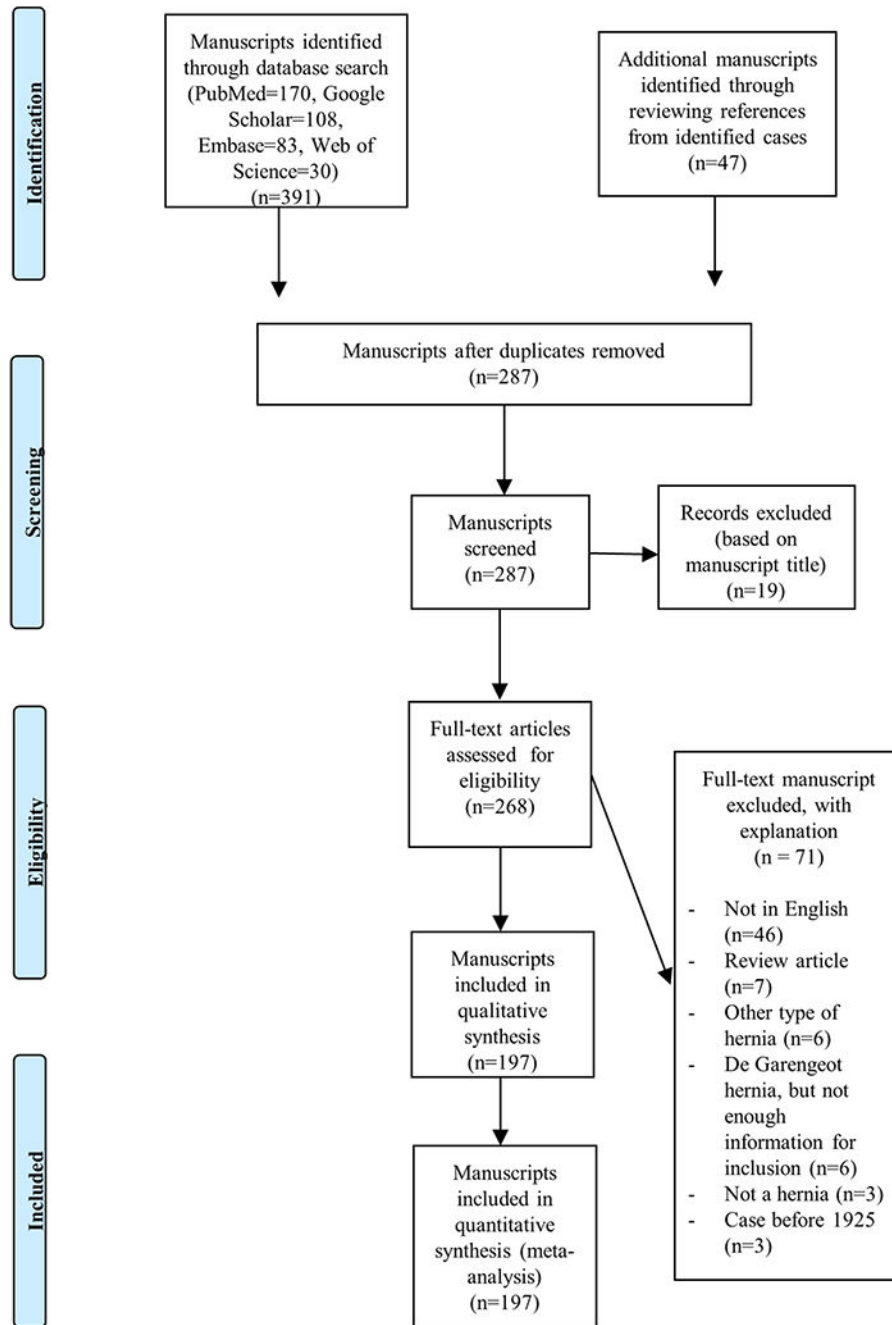 Identification
Manuscripts identified
through database search
(PubMed=170, Google
Scholar=108,
Embase=83, Web of
Science=30)
(n=391)
Additional manuscripts
identified through
reviewing references
from identified cases
(n=47)
Screening
Manuscripts after duplicates removed
(n=287)
Manuscripts
screened
(n=287)
Records excluded
(based on
manuscript title)
(n=19)
Eligibility
Full-text articles
assessed for
eligibility
(n=268)
Full-text manuscript
excluded, with
explanation
(n = 71)
- Not in English
(n=46)
- Review article
(n=7)
- Other type of
hernia (n=6)
- De Garengeot
hernia, but not
enough
information for
inclusion (n=6)
- Not a hernia (n=3)
- Case before 1925
(n=3)
Manuscripts
included in
qualitative
synthesis
(n=197)
Included
Manuscripts
included in
quantitative
synthesis (meta-
analysis)
(n=197)